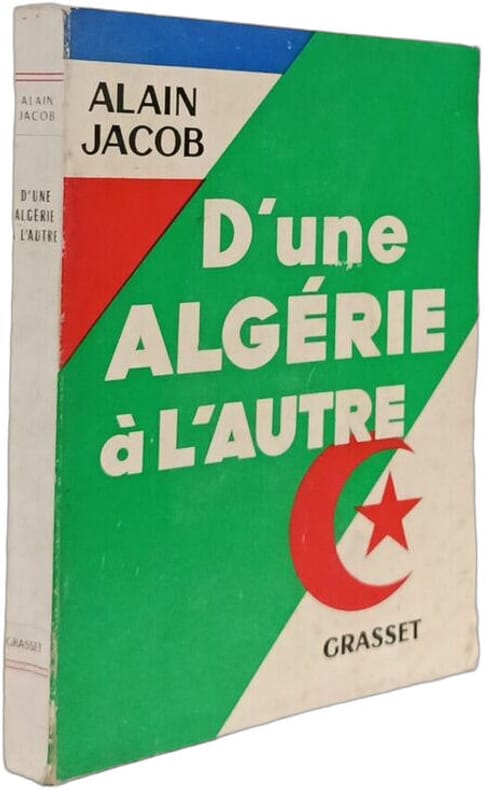 ALAIN
JACOB
D'UNE
ALGÉRIE
À L'AUTRE
GRASSET
ALAIN
JACOB
D'une
ALGÉRIE
à L'AUTRE
GRASSET